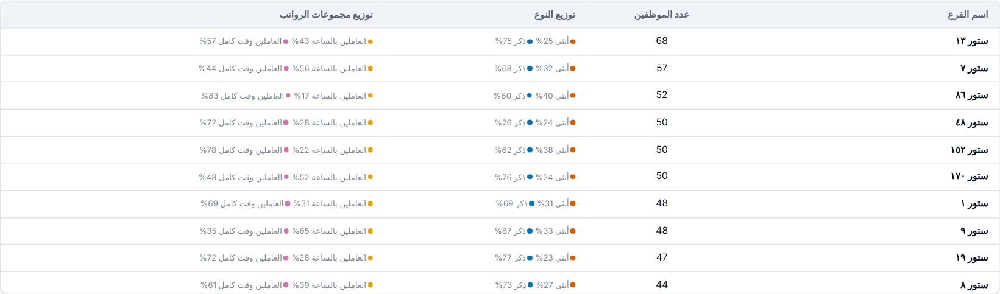 اسم الفرع عدد الموظفين توزيع النوع توزيع مجموعات الرواتب
ستور ١٣ 68 أنثى 25% ذكر 75% العاملين بالساعة 43% العاملين وقت كامل 57%
ستور ٧ 57 أنثى 32% ذكر 68% العاملين بالساعة 56% العاملين وقت كامل 44%
ستور ٨٦ 52 أنثى 40% ذكر 60% العاملين بالساعة 17% العاملين وقت كامل 83%
ستور ٤٨ 50 أنثى 24% ذكر 76% العاملين بالساعة 28% العاملين وقت كامل 72%
ستور ١٥٢ 50 أنثى 38% ذكر 62% العاملين بالساعة 22% العاملين وقت كامل 78%
ستور ١٧٠ 50 أنثى 24% ذكر 76% العاملين بالساعة 52% العاملين وقت كامل 48%
ستور ١ 48 أنثى 31% ذكر 69% العاملين بالساعة 31% العاملين وقت كامل 69%
ستور ٩ 48 أنثى 33% ذكر 67% العاملين بالساعة 65% العاملين وقت كامل 35%
ستور ١٩ 47 أنثى 23% ذكر 77% العاملين بالساعة 28% العاملين وقت كامل 72%
ستور ٨ 44 أنثى 27% ذكر 73% العاملين بالساعة 39% العاملين وقت كامل 61%